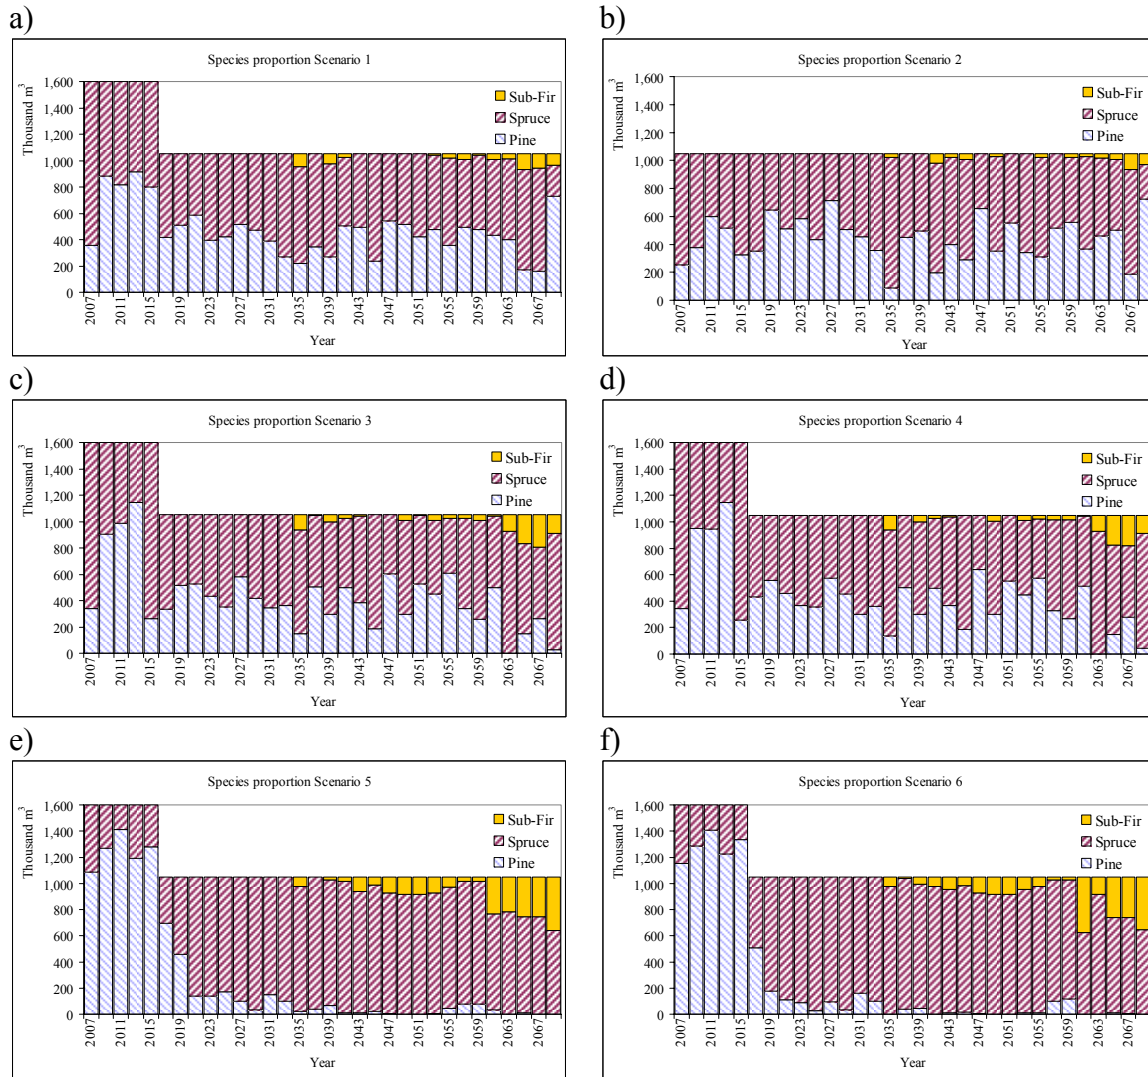 a)
Species proportion Scenario 1
Thousand m³
1,600
1,400
1,200
1,000
800
600
400
200
0
Sub-Fir
Spruce
Pine
2007 2011 2015 2019 2023 2027 2031 2035 2039 2043 2047 2051 2055 2059 2063 2067
Year
b)
Species proportion Scenario 2
Thousand m³
1,600
1,400
1,200
1,000
800
600
400
200
0
Sub-Fir
Spruce
Pine
2007 2011 2015 2019 2023 2027 2031 2035 2039 2043 2047 2051 2055 2059 2063 2067
Year
c)
Species proportion Scenario 3
Thousand m³
1,600
1,400
1,200
1,000
800
600
400
200
0
Sub-Fir
Spruce
Pine
2007 2011 2015 2019 2023 2027 2031 2035 2039 2043 2047 2051 2055 2059 2063 2067
Year
d)
Species proportion Scenario 4
Thousand m³
1,600
1,400
1,200
1,000
800
600
400
200
0
Sub-Fir
Spruce
Pine
2007 2011 2015 2019 2023 2027 2031 2035 2039 2043 2047 2051 2055 2059 2063 2067
Year
e)
Species proportion Scenario 5
Thousand m³
1,600
1,400
1,200
1,000
800
600
400
200
0
Sub-Fir
Spruce
Pine
2007 2011 2015 2019 2023 2027 2031 2035 2039 2043 2047 2051 2055 2059 2063 2067
Year
f)
Species proportion Scenario 6
Thousand m³
1,600
1,400
1,200
1,000
800
600
400
200
0
Sub-Fir
Spruce
Pine
2007 2011 2015 2019 2023 2027 2031 2035 2039 2043 2047 2051 2055 2059 2063 2067
Year